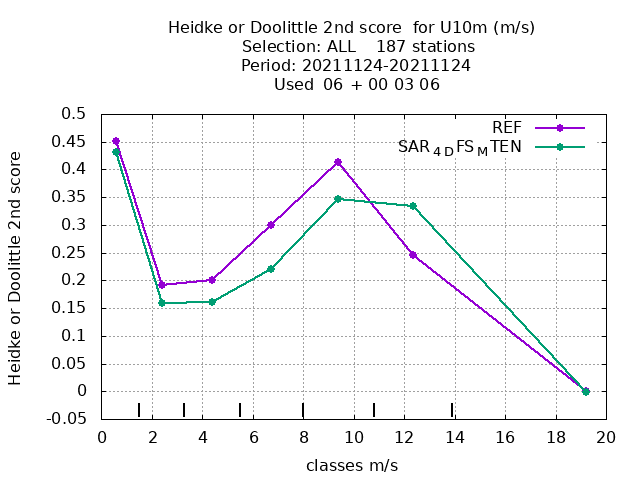 Heidke or Doolittle 2nd score  for U10m (m/s)
Selection: ALL    187 stations
Period: 20211124-20211124
Used  06 + 00 03 06
REF
SAR4DFSMTEN
Heidke or Doolittle 2nd score
0.5
0.45
0.4
0.35
0.3
0.25
0.2
0.15
0.1
0.05
0
-0.05
0 2 4 6 8 10 12 14 16 18 20
classes m/s